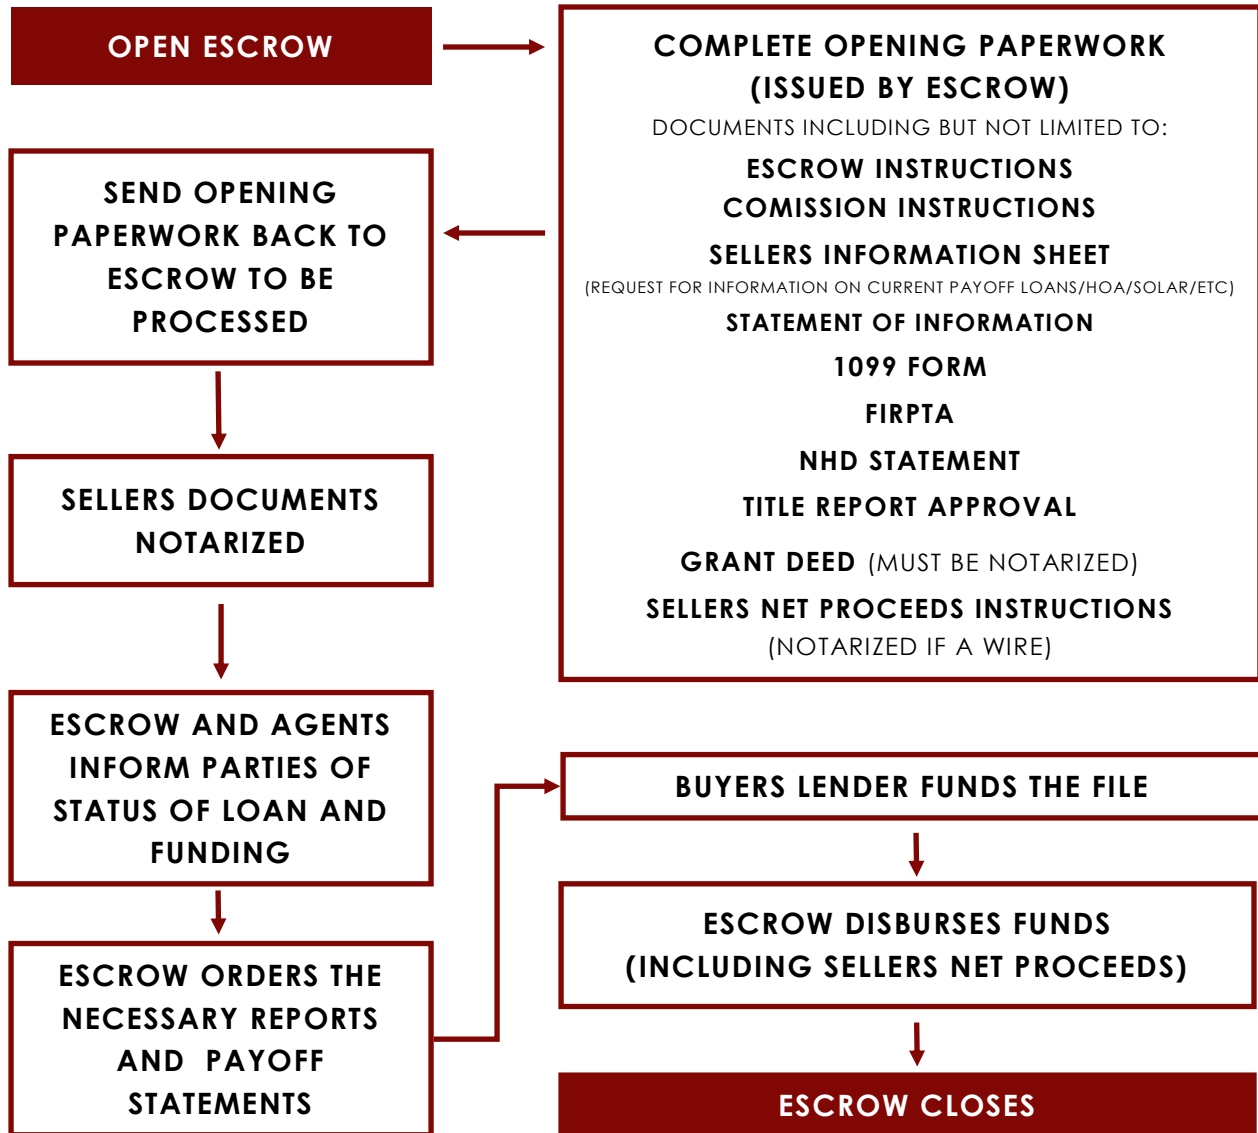 OPEN ESCROW
COMPLETE OPENING PAPERWORK
(ISSUED BY ESCROW)
DOCUMENTS INCLUDING BUT NOT LIMITED TO:
ESCROW INSTRUCTIONS
COMISSION INSTRUCTIONS
SELLERS INFORMATION SHEET
(REQUEST FOR INFORMATION ON CURRENT PAYOFF LOANS/HOA/SOLAR/ETC)
STATEMENT OF INFORMATION
1099 FORM
FIRPTA
NHD STATEMENT
TITLE REPORT APPROVAL
GRANT DEED (MUST BE NOTARIZED)
SELLERS NET PROCEEDS INSTRUCTIONS
(NOTARIZED IF A WIRE)
SEND OPENING
PAPERWORK BACK TO
ESCROW TO BE
PROCESSED
SELLERS DOCUMENTS
NOTARIZED
ESCROW AND AGENTS
INFORM PARTIES OF
STATUS OF LOAN AND
FUNDING
ESCROW ORDERS THE
NECESSARY REPORTS
AND PAYOFF
STATEMENTS
BUYERS LENDER FUNDS THE FILE
ESCROW DISBURSES FUNDS
(INCLUDING SELLERS NET PROCEEDS)
ESCROW CLOSES